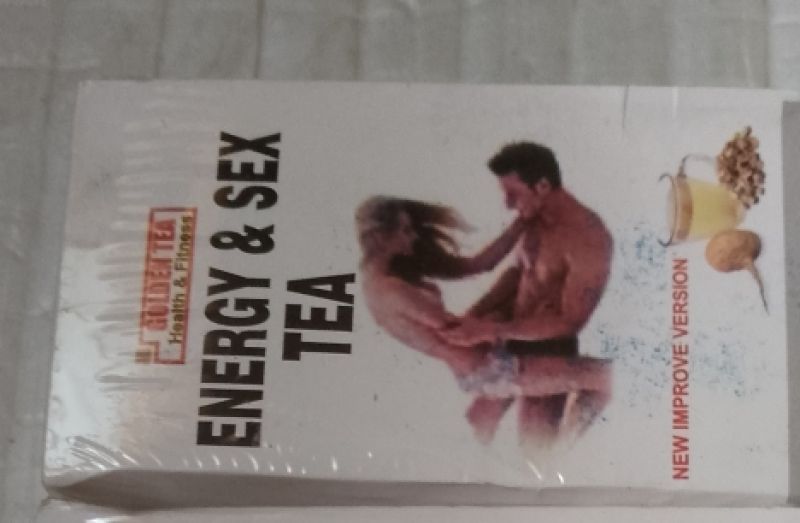 GOLDEN TEA
Health & Fitness
ENERGY & SEX
TEA
NEW IMPROVE VERSION